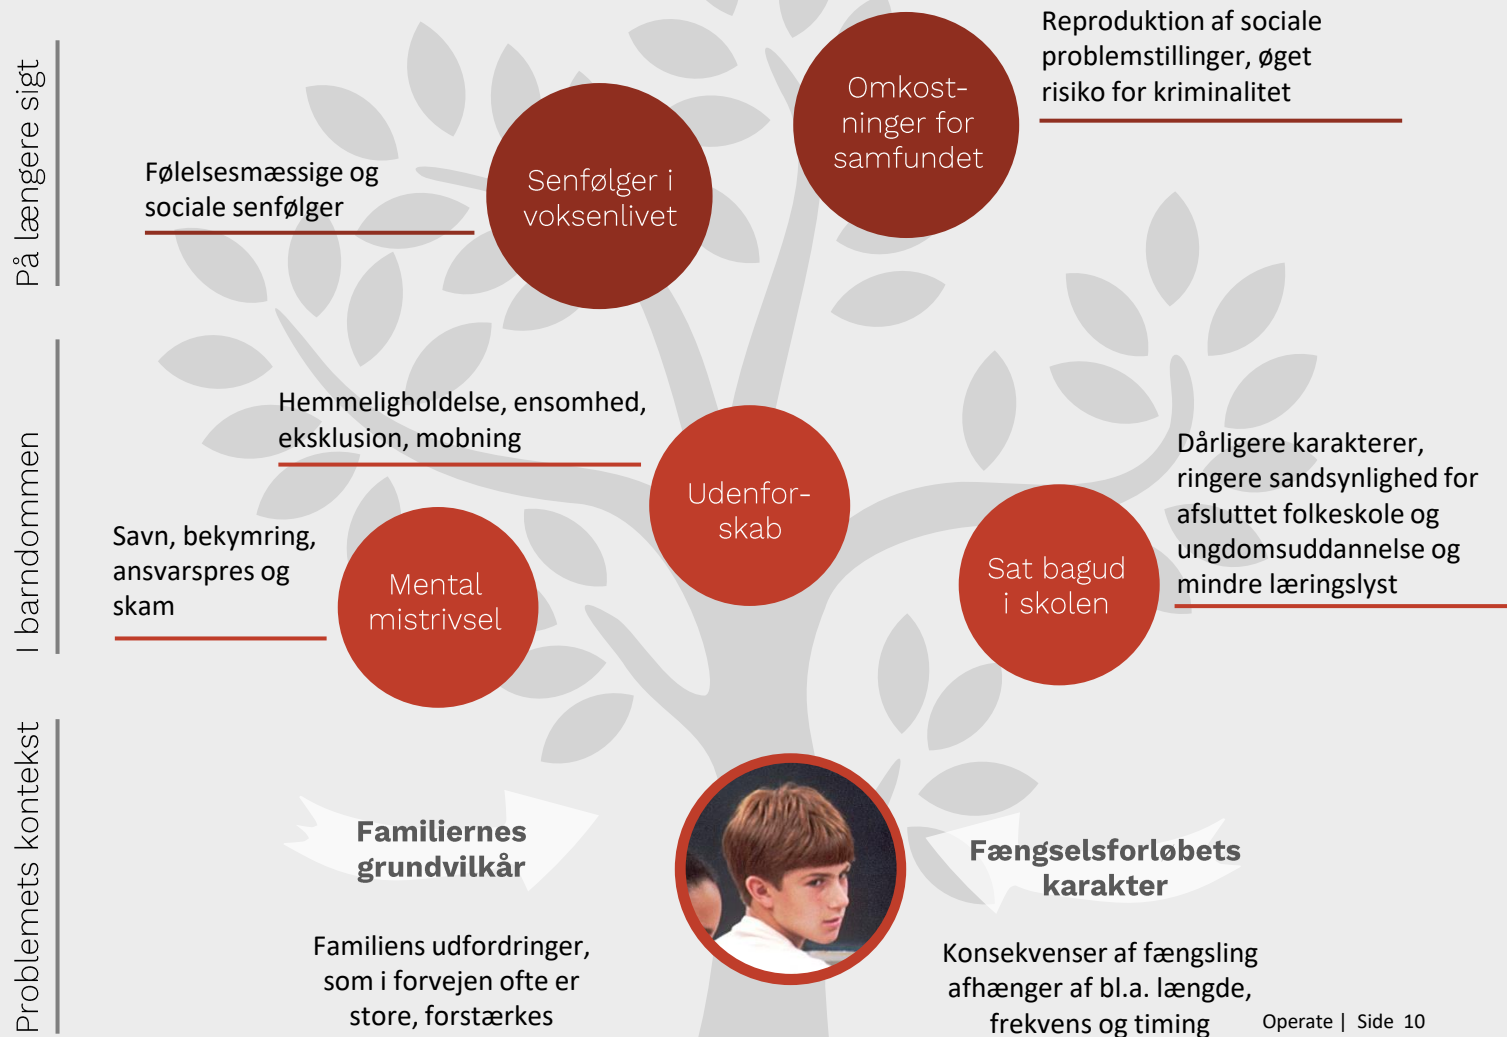 På længere sigt
Reproduktion af sociale
problemstillinger, øget
risiko for kriminalitet
Omkost-
ninger for
samfundet
Følelsesmæssige og
sociale senfølger
Senfølger i
voksenlivet
I barndommen
Hemmeligholdelse, ensomhed,
eksklusion, mobning
Udenfor-
skab
Dårligere karakterer,
ringere sandsynlighed for
afsluttet folkeskole og
ungdomsuddannelse og
mindre læringslyst
Sat bagud
i skolen
Savn, bekymring,
ansvarspres og
skam
Mental
mistrivsel
Problemets kontekst
Familiernes
grundvilkår
Familiens udfordringer,
som i forvejen ofte er
store, forstærkes
Fængselsforløbets
karakter
Konsekvenser af fængsling
afhænger af bl.a. længde,
frekvens og timing
Operate | Side 10